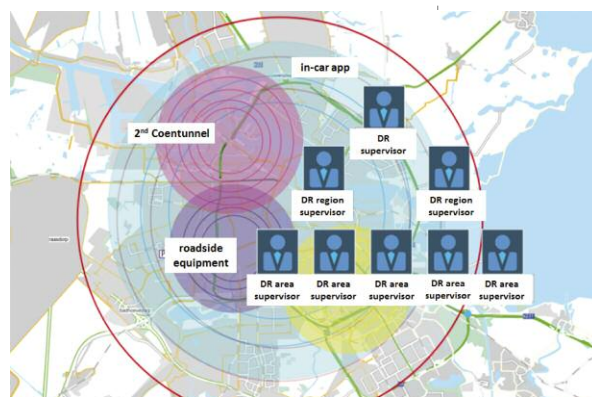 in-car app
2nd Coentunnel
DR
supervisor
DR region
supervisor
DR region
supervisor
roadside
equipment
DR area
supervisor
DR area
supervisor
DR area
supervisor
DR area
supervisor
DR area
supervisor